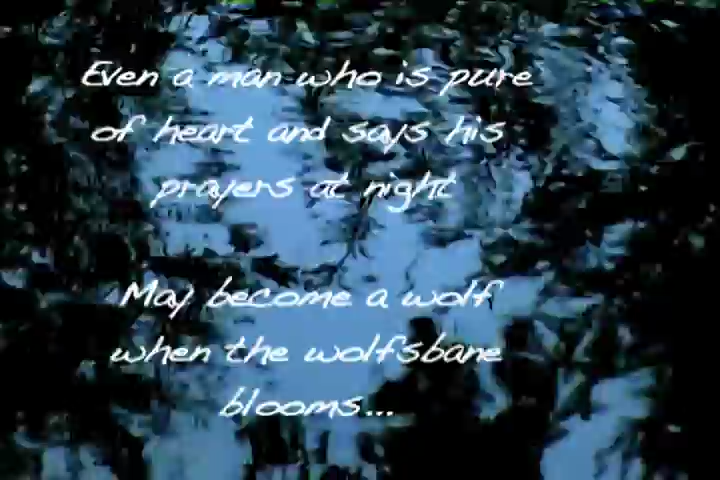 Even a man who is pure
of heart and says his
prayers at night
May become a wolf
when the wolfsbane
blooms...